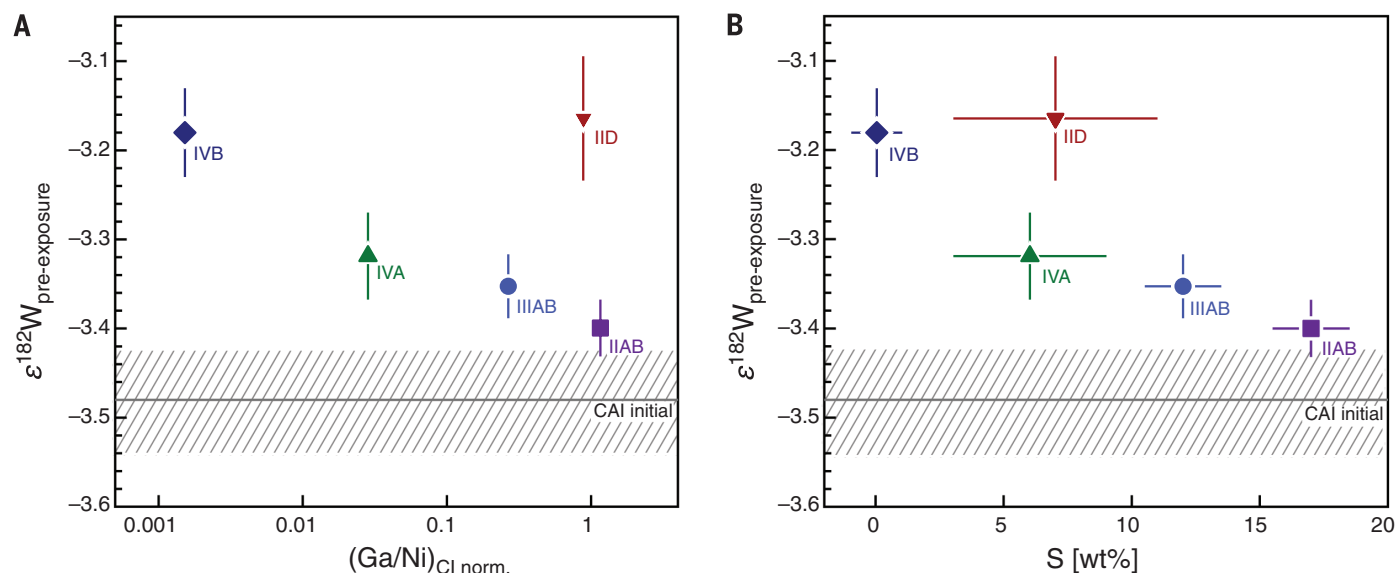 A
ε182Wpre-exposure
–3.1
–3.2
–3.3
–3.4
–3.5
–3.6
IVB
IID
IVA
IIIAB
IIAB
CAI initial
0.001
0.01
0.1
1
(Ga/Ni)CI norm.
B
ε182Wpre-exposure
–3.1
–3.2
–3.3
–3.4
–3.5
–3.6
IVB
IID
IVA
IIIAB
IIAB
CAI initial
0
5
10
15
20
S [wt%]